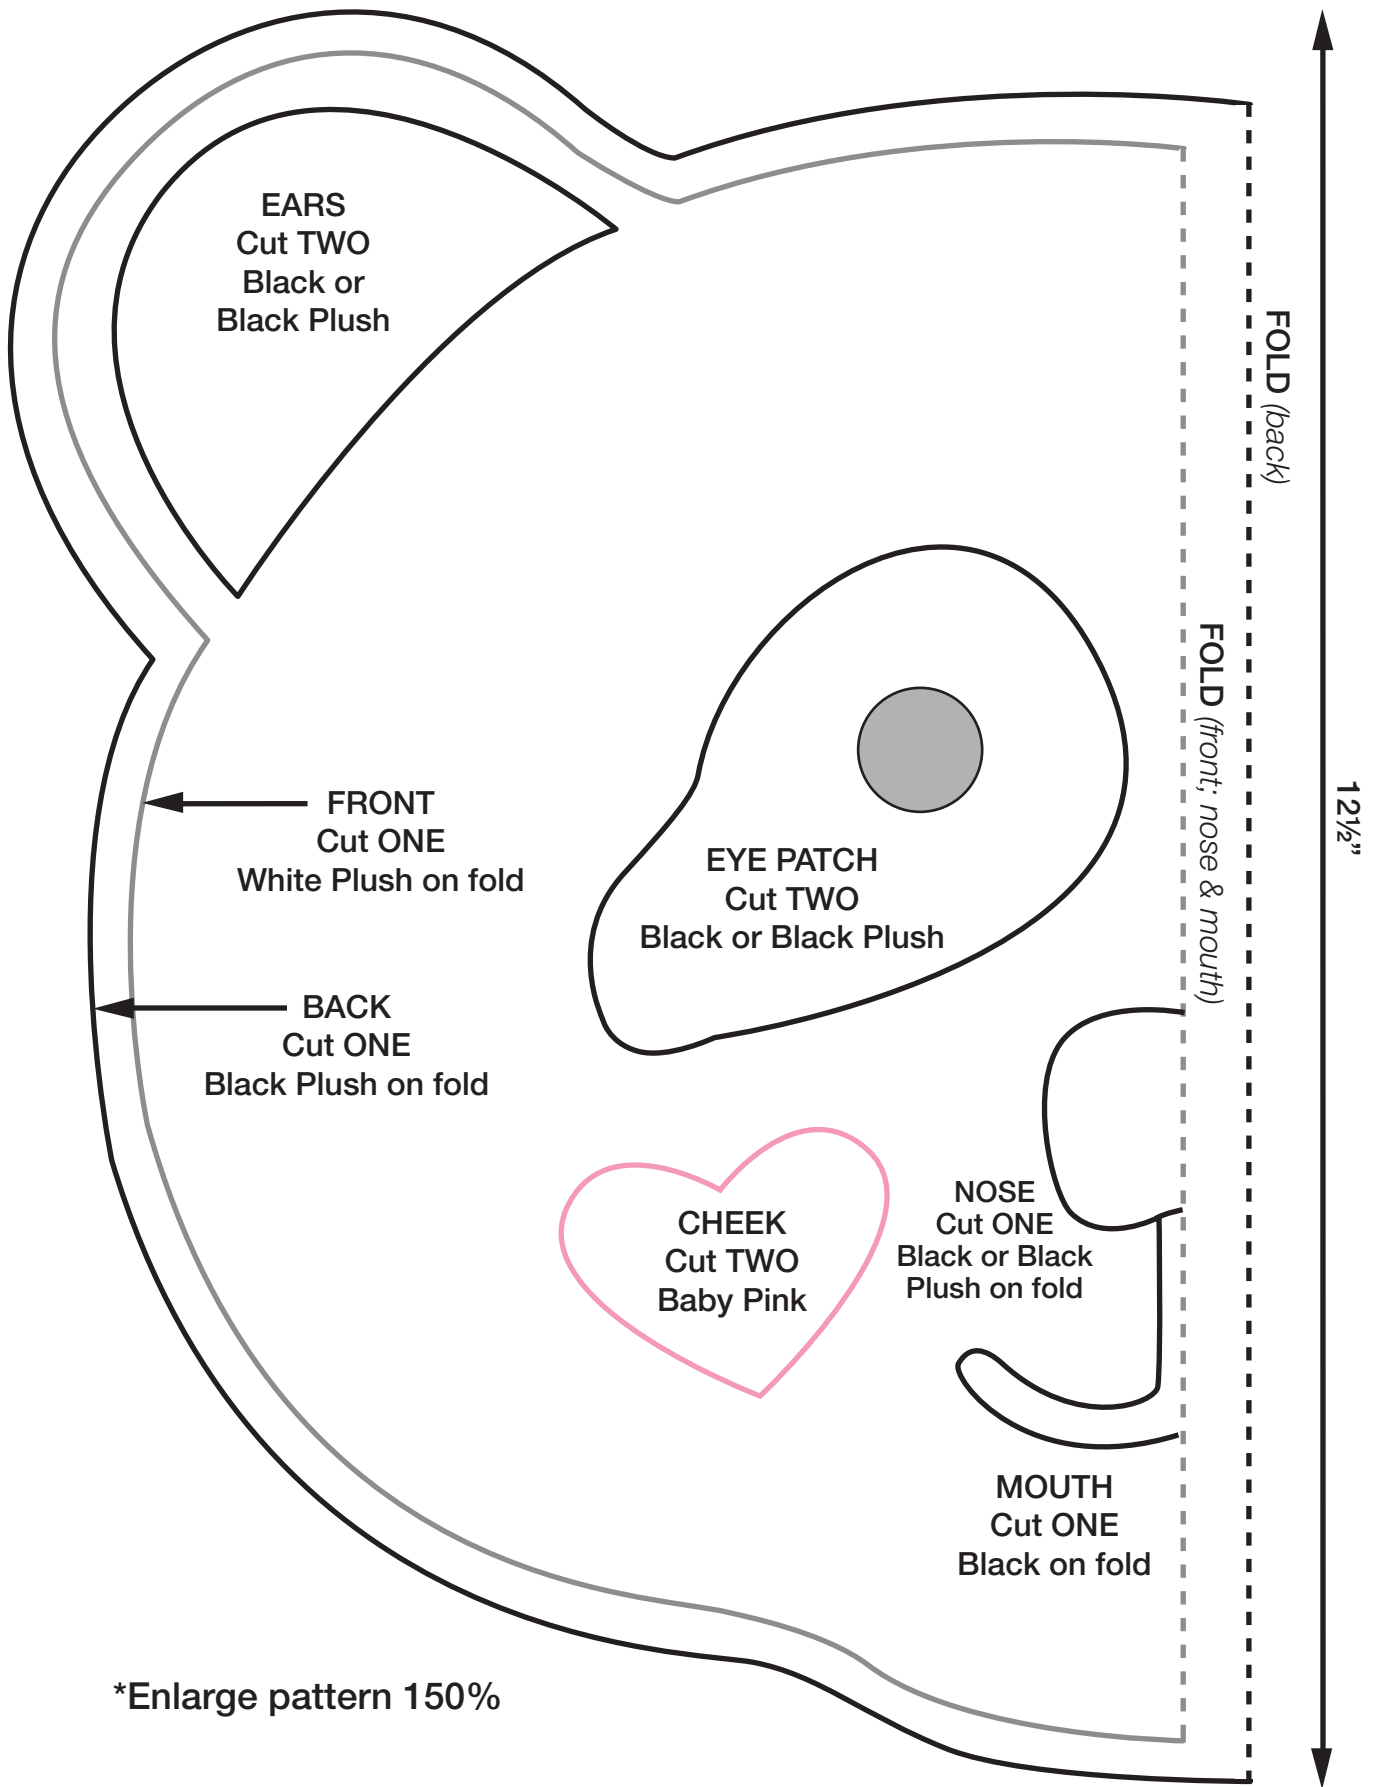 EARS
Cut TWO
Black or
Black Plush
FOLD (back)
FOLD (front; nose & mouth)
12½”
FRONT
Cut ONE
White Plush on fold
EYE PATCH
Cut TWO
Black or Black Plush
BACK
Cut ONE
Black Plush on fold
CHEEK
Cut TWO
Baby Pink
NOSE
Cut ONE
Black or Black
Plush on fold
MOUTH
Cut ONE
Black on fold
*Enlarge pattern 150%